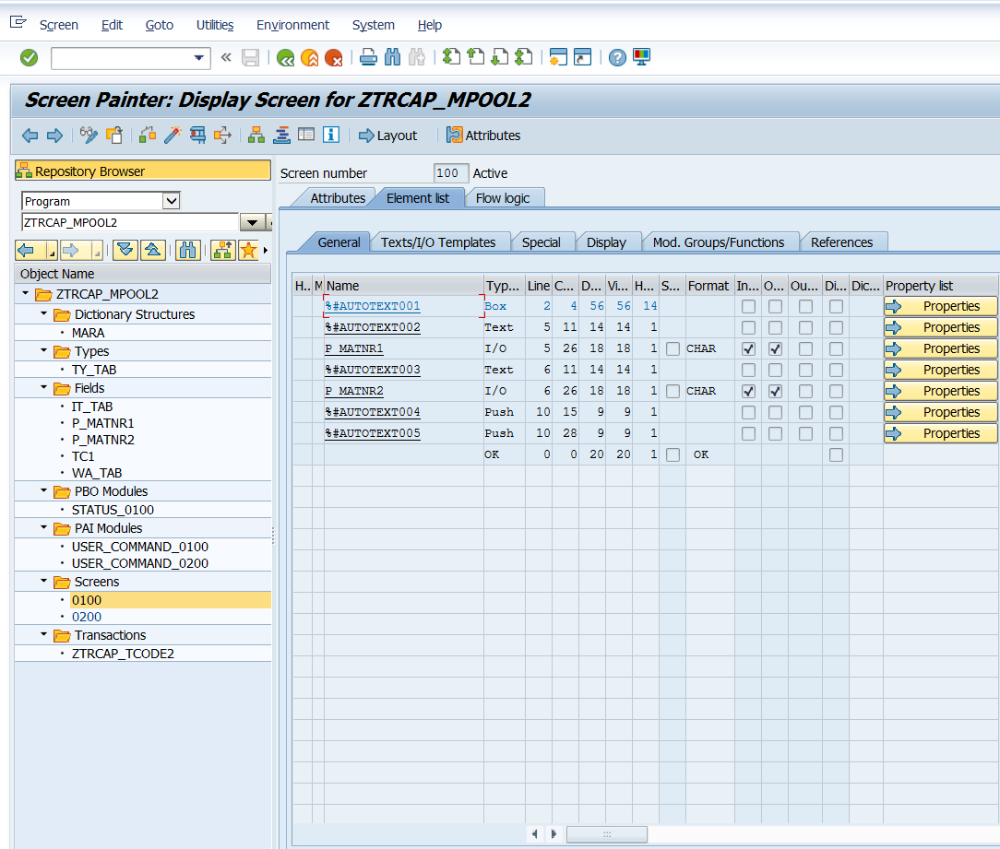 Screen Edit Goto Utilities Environment System Help
Screen Painter: Display Screen for ZTRCAP_MPOOL2
Layout Attributes
Repository Browser
Program
ZTRCAP_MPOOL2
Object Name
ZTRCAP_MPOOL2
Dictionary Structures
MARA
Types
TY_TAB
Fields
IT_TAB
P_MATNR1
P_MATNR2
TC1
WA_TAB
PBO Modules
STATUS_0100
PAI Modules
USER_COMMAND_0100
USER_COMMAND_0200
Screens
0100
0200
Transactions
ZTRCAP_TCODE2
Screen number 100 Active
Attributes Element list Flow logic
General Texts/I/O Templates Special Display Mod. Groups/Functions References
H.. M Name Typ... Line C... D... Vi... H... S... Format In... O... Ou... Di... Dic... Property list
%#AUTOTEXT001 Box 2 4 56 56 14 Properties
%#AUTOTEXT002 Text 5 11 14 14 1 Properties
P_MATNR1 I/O 5 26 18 18 1 CHAR Properties
%#AUTOTEXT003 Text 6 11 14 14 1 Properties
P_MATNR2 I/O 6 26 18 18 1 CHAR Properties
%#AUTOTEXT004 Push 10 15 9 9 1 Properties
%#AUTOTEXT005 Push 10 28 9 9 1 Properties
OK 0 0 20 20 1 OK